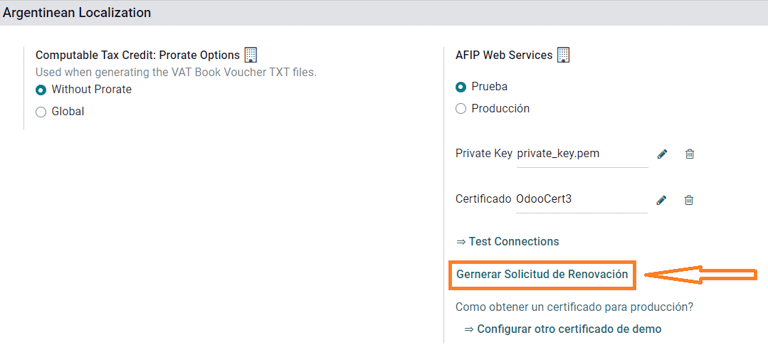 Argentinean Localization
Computable Tax Credit: Prorate Options
Used when generating the VAT Book Voucher TXT files.
Without Prorate
Global
AFIP Web Services
Prueba
Producción
Private Key private_key.pem
Certificado OdooCert3
⇒ Test Connections
Gernerar Solicitud de Renovación
Como obtener un certificado para producción?
⇒ Configurar otro certificado de demo